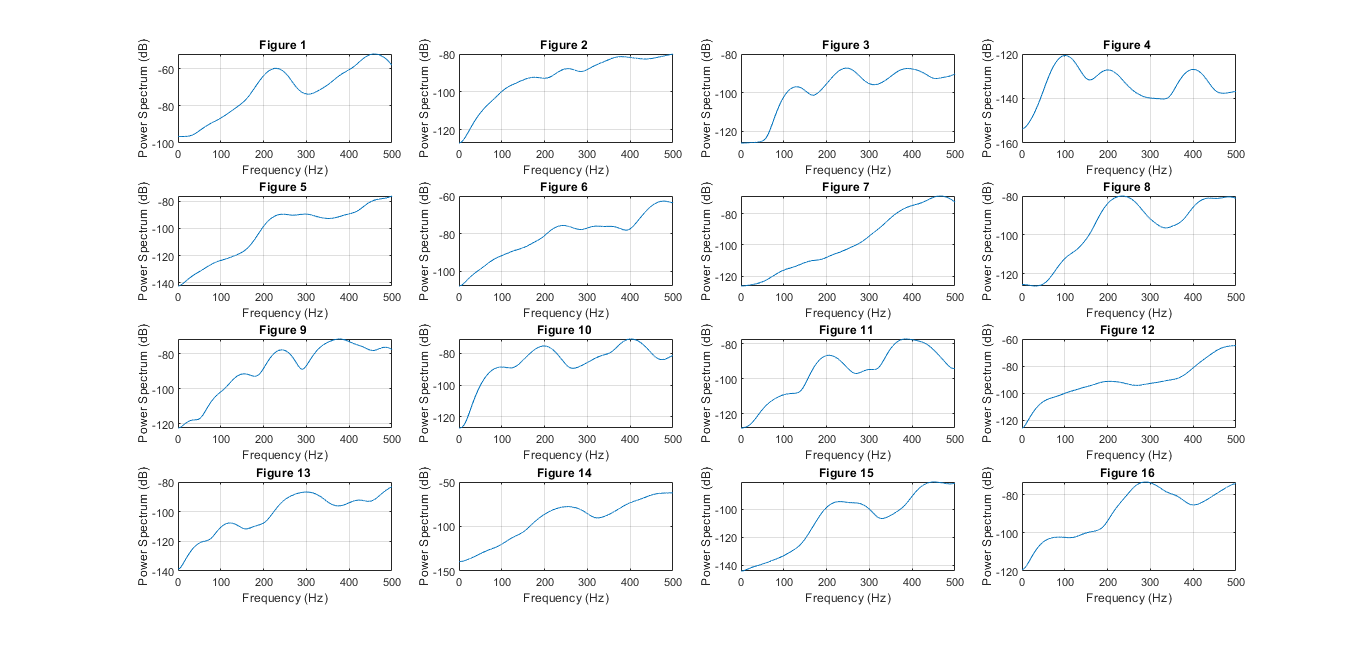 Figure 1
Power Spectrum (dB)
-60
-80
-100
0 100 200 300 400 500
Frequency (Hz)
Figure 2
Power Spectrum (dB)
-80
-100
-120
0 100 200 300 400 500
Frequency (Hz)
Figure 3
Power Spectrum (dB)
-80
-100
-120
0 100 200 300 400 500
Frequency (Hz)
Figure 4
Power Spectrum (dB)
-120
-140
-160
0 100 200 300 400 500
Frequency (Hz)
Figure 5
Power Spectrum (dB)
-80
-100
-120
-140
0 100 200 300 400 500
Frequency (Hz)
Figure 6
Power Spectrum (dB)
-60
-80
-100
0 100 200 300 400 500
Frequency (Hz)
Figure 7
Power Spectrum (dB)
-80
-100
-120
0 100 200 300 400 500
Frequency (Hz)
Figure 8
Power Spectrum (dB)
-80
-100
-120
0 100 200 300 400 500
Frequency (Hz)
Figure 9
Power Spectrum (dB)
-80
-100
-120
0 100 200 300 400 500
Frequency (Hz)
Figure 10
Power Spectrum (dB)
-80
-100
-120
0 100 200 300 400 500
Frequency (Hz)
Figure 11
Power Spectrum (dB)
-80
-100
-120
0 100 200 300 400 500
Frequency (Hz)
Figure 12
Power Spectrum (dB)
-60
-80
-100
-120
0 100 200 300 400 500
Frequency (Hz)
Figure 13
Power Spectrum (dB)
-80
-100
-120
-140
0 100 200 300 400 500
Frequency (Hz)
Figure 14
Power Spectrum (dB)
-50
-100
-150
0 100 200 300 400 500
Frequency (Hz)
Figure 15
Power Spectrum (dB)
-100
-120
-140
0 100 200 300 400 500
Frequency (Hz)
Figure 16
Power Spectrum (dB)
-80
-100
-120
0 100 200 300 400 500
Frequency (Hz)